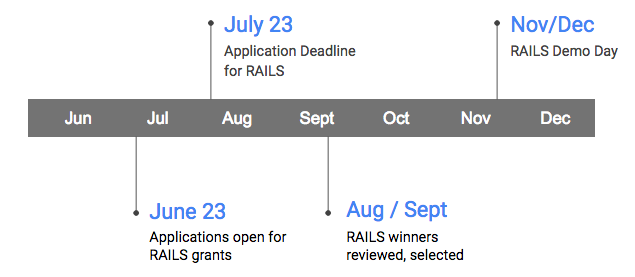 July 23
Application Deadline
for RAILS
Nov/Dec
RAILS Demo Day
Jun Jul Aug Sept Oct Nov Dec
June 23
Applications open for
RAILS grants
Aug / Sept
RAILS winners
reviewed, selected